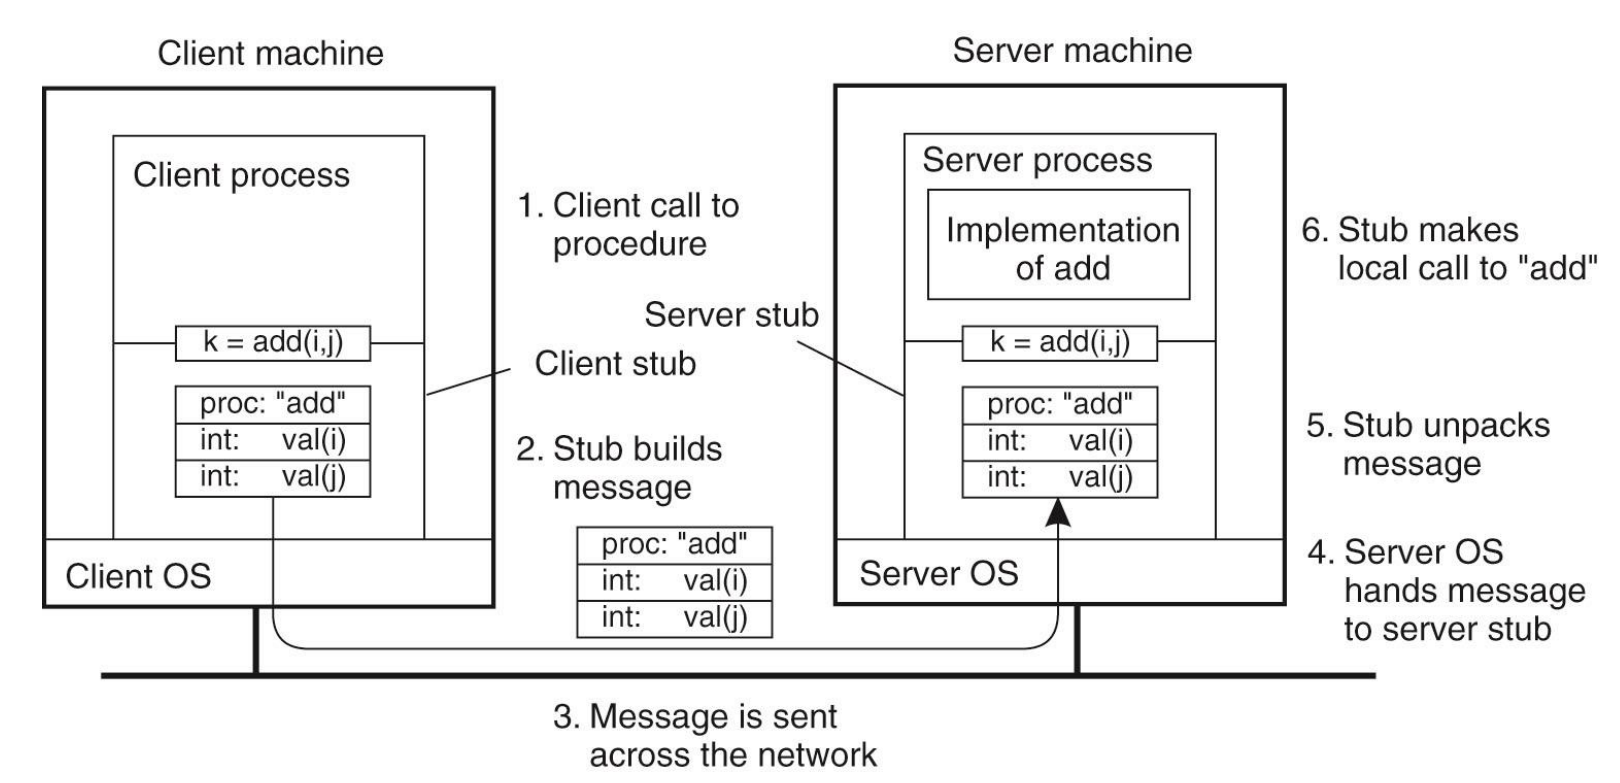 Client machine
Server machine
Client process
Server process
1. Client call to
procedure
Implementation
of add
6. Stub makes
local call to "add"
Server stub
k = add(i,j)
k = add(i,j)
Client stub
proc: "add"
int: val(i)
int: val(j)
proc: "add"
int: val(i)
int: val(j)
2. Stub builds
message
5. Stub unpacks
message
proc: "add"
int: val(i)
int: val(j)
Client OS
Server OS
4. Server OS
hands message
to server stub
3. Message is sent
across the network